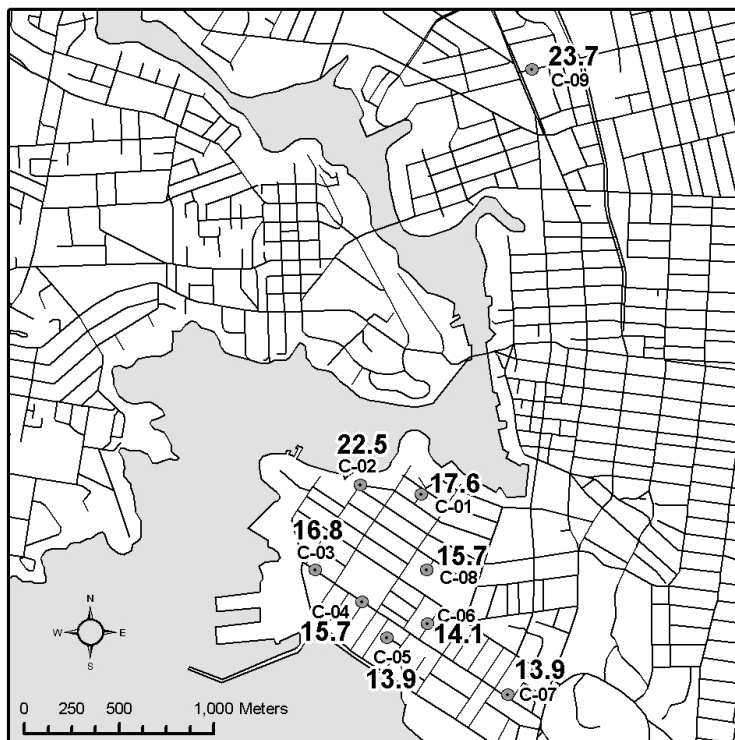 23.7
C-09
22.5
C-02
17.6
C-01
16.8
C-03
15.7
C-08
C-04
15.7
C-06
14.1
C-05
13.9
13.9
C-07
N
W E
S
0 250 500 1,000 Meters